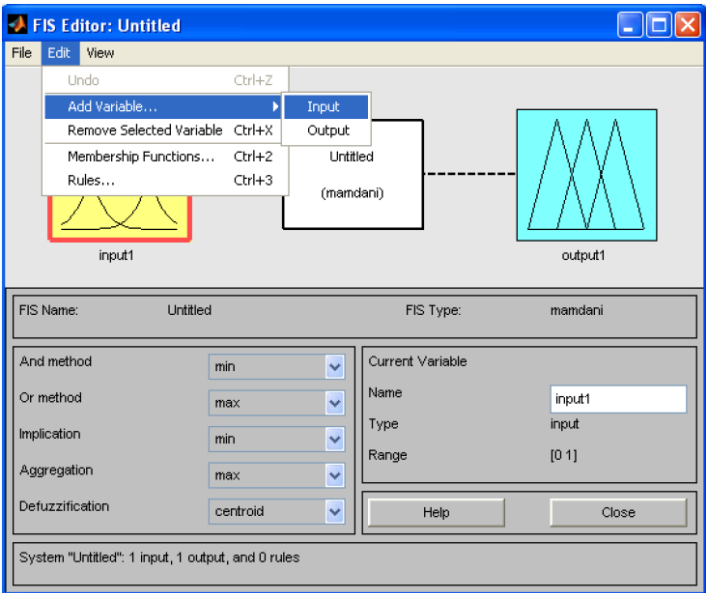 FIS Editor: Untitled
File Edit View
Undo Ctrl+Z
Add Variable... Input
Remove Selected Variable Ctrl+X Output
Membership Functions... Ctrl+2 Untitled
Rules... Ctrl+3 (mamdani)
input1 output1
FIS Name: Untitled FIS Type: mamdani
And method min
Or method max
Implication min
Aggregation max
Defuzzification centroid
Current Variable
Name input1
Type input
Range [0 1]
Help Close
System "Untitled": 1 input, 1 output, and 0 rules